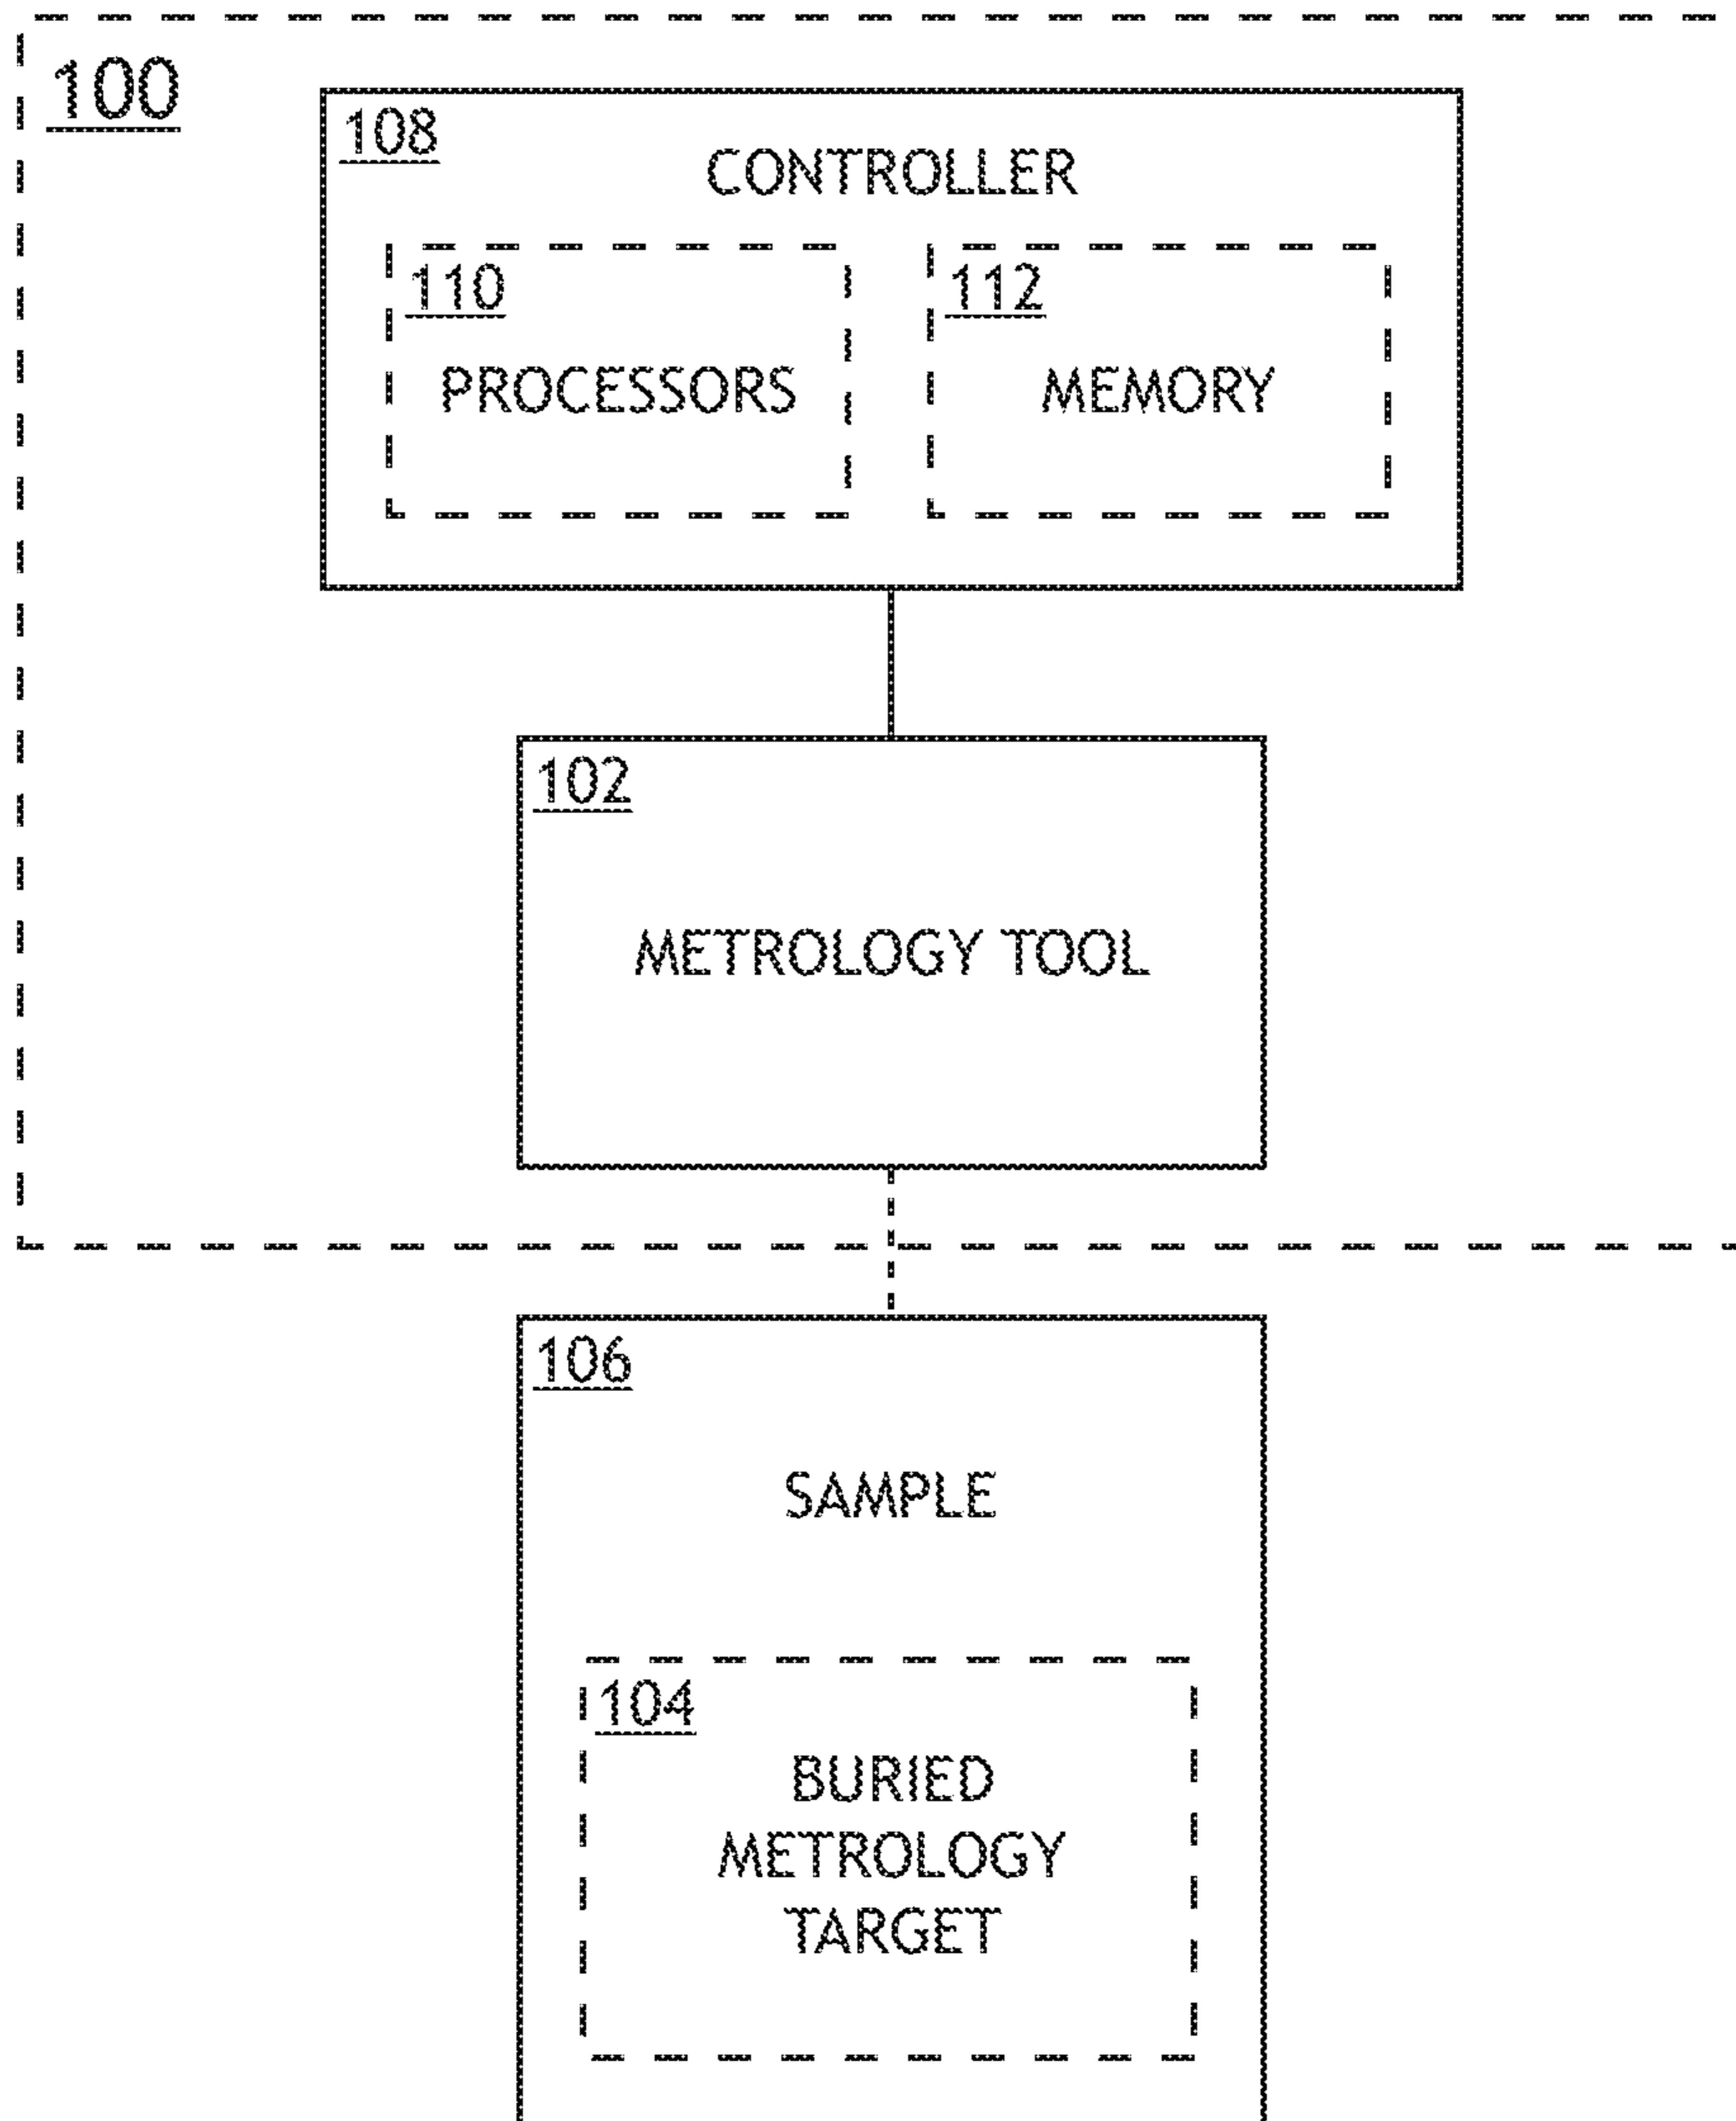 100
108
CONTROLLER
110
112
PROCESSORS
MEMORY
102
METROLOGY TOOL
106
SAMPLE
104
BURIED
METROLOGY
TARGET